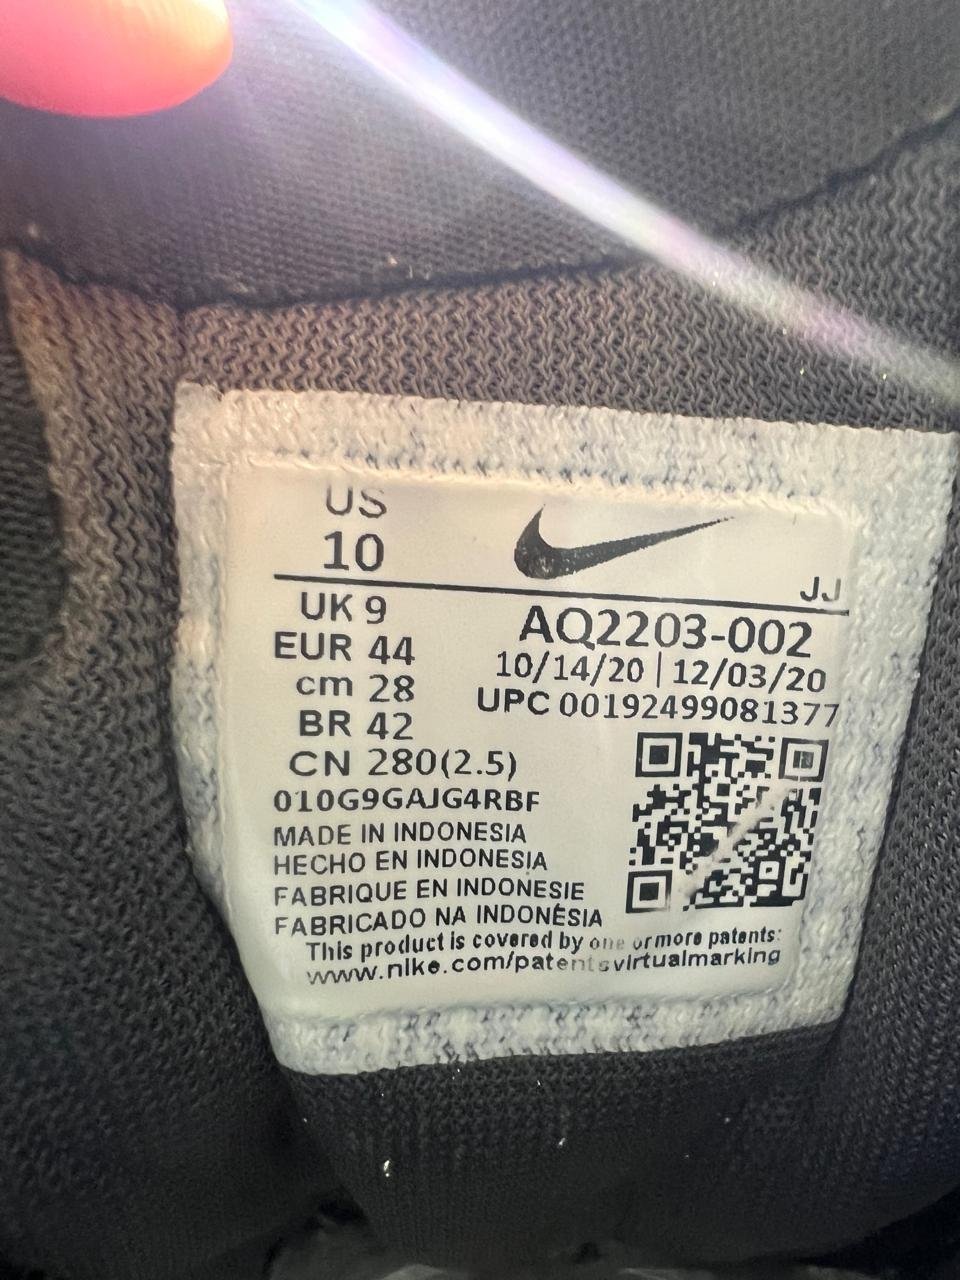 US
10
JJ
UK 9
EUR 44
cm 28
BR 42
CN 280(2.5)
AQ2203-002
10/14/20 | 12/03/20
UPC 00192499081377
010G9GAJG4RBF
MADE IN INDONESIA
HECHO EN INDONESIA
FABRIQUE EN INDONESIE
FABRICADO NA INDONÉSIA
This product is covered by one or more patents:
www.nike.com/patentsvirtualmarking